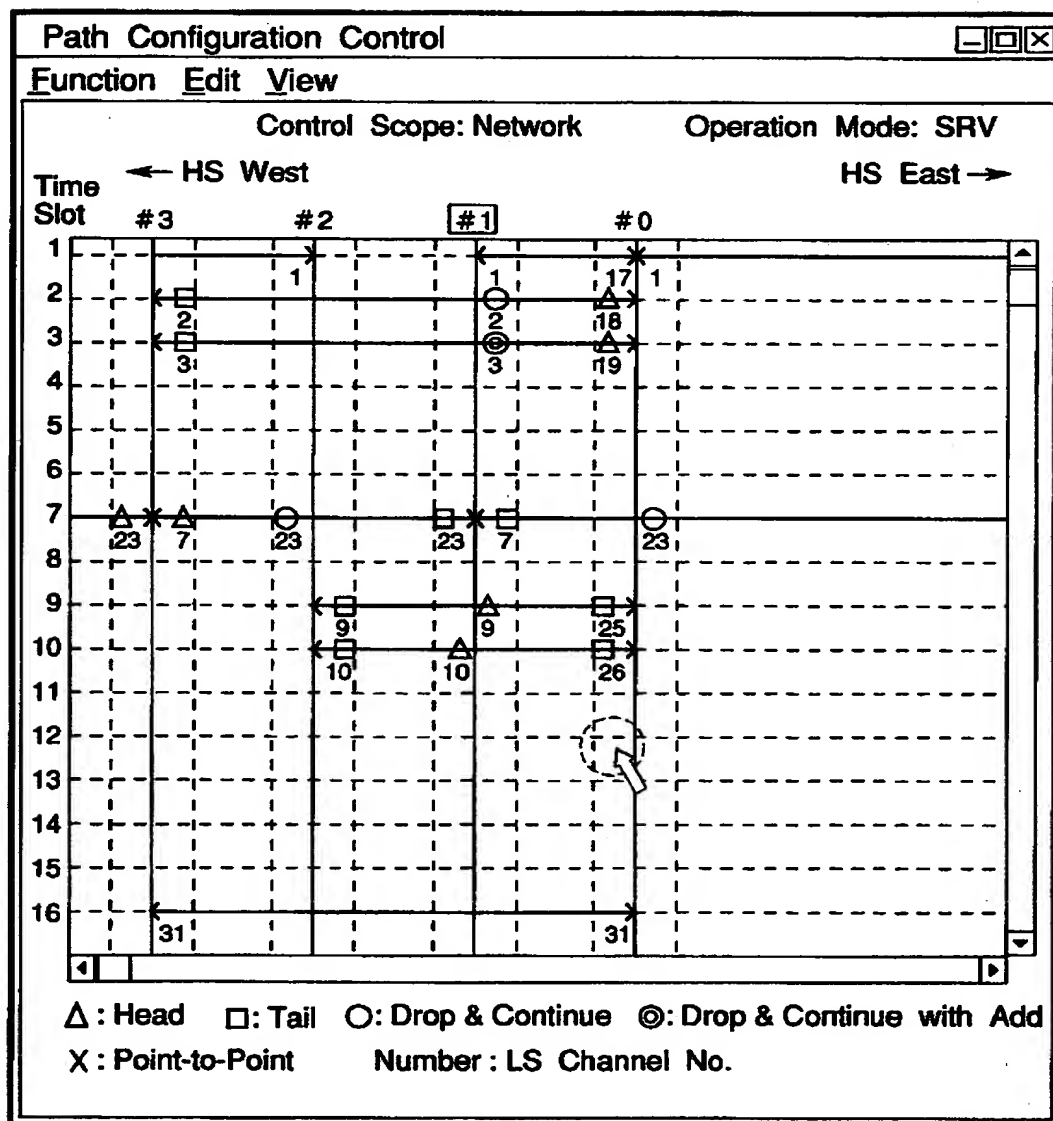 Path Configuration Control
Function Edit View
Control Scope: Network Operation Mode: SRV
← HS West HS East →
Time
Slot
#3 #2 #1 #0
1
1 1 17 1
2
2 2 18
3
3 3 19
4
5
6
7
23 7 23 23 7 23
8
9
9 9 25
10
10 10 26
11
12
13
14
15
16
31 31
△: Head □: Tail ○: Drop & Continue ◎: Drop & Continue with Add
X: Point-to-Point Number: LS Channel No.